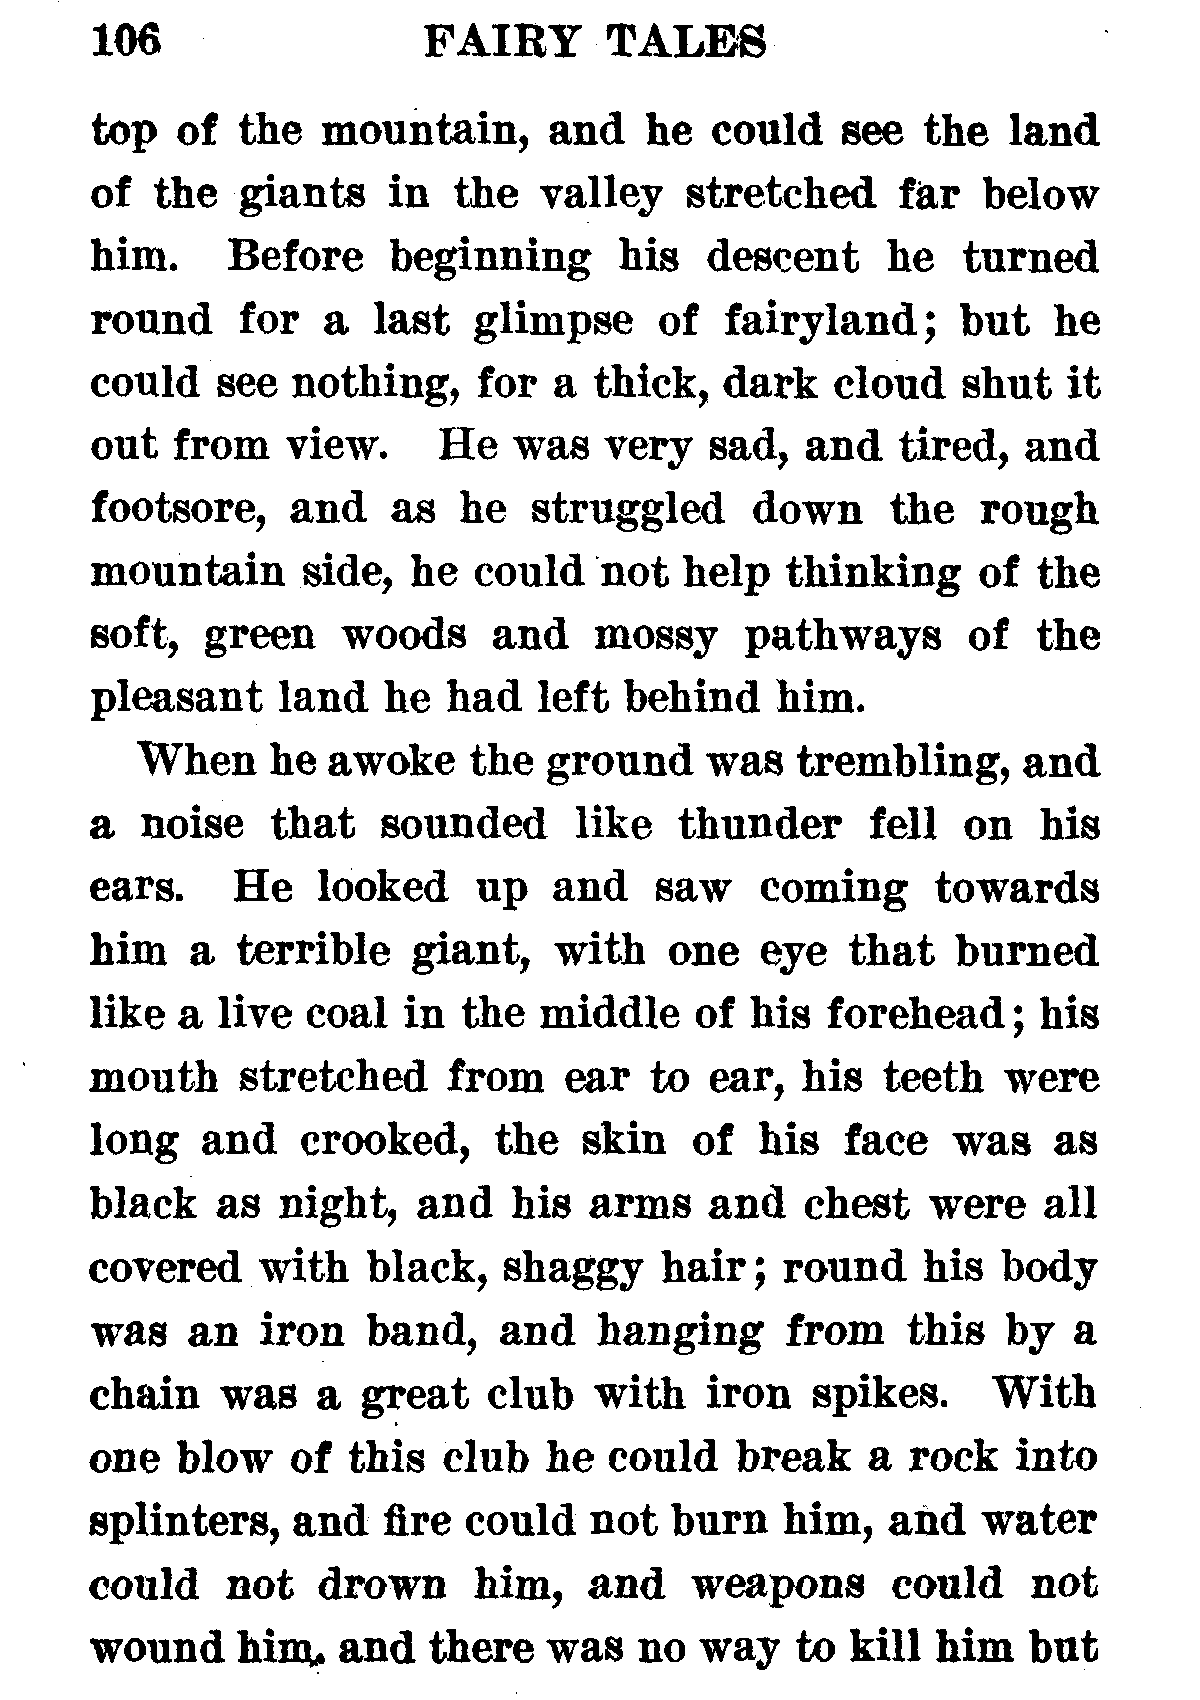 106 FAIRY TALES
top of the mountain, and he could see the land
of the giants in the valley stretched far below
him. Before beginning his descent he turned
round for a last glimpse of fairyland; but he
could see nothing, for a thick, dark cloud shut it
out from view. He was very sad, and tired, and
footsore, and as he struggled down the rough
mountain side, he could not help thinking of the
soft, green woods and mossy pathways of the
pleasant land he had left behind him.
When he awoke the ground was trembling, and
a noise that sounded like thunder fell on his
ears. He looked up and saw coming towards
him a terrible giant, with one eye that burned
like a live coal in the middle of his forehead; his
mouth stretched from ear to ear, his teeth were
long and crooked, the skin of his face was as
black as night, and his arms and chest were all
covered with black, shaggy hair; round his body
was an iron band, and hanging from this by a
chain was a great club with iron spikes. With
one blow of this club he could break a rock into
splinters, and fire could not burn him, and water
could not drown him, and weapons could not
wound him, and there was no way to kill him but